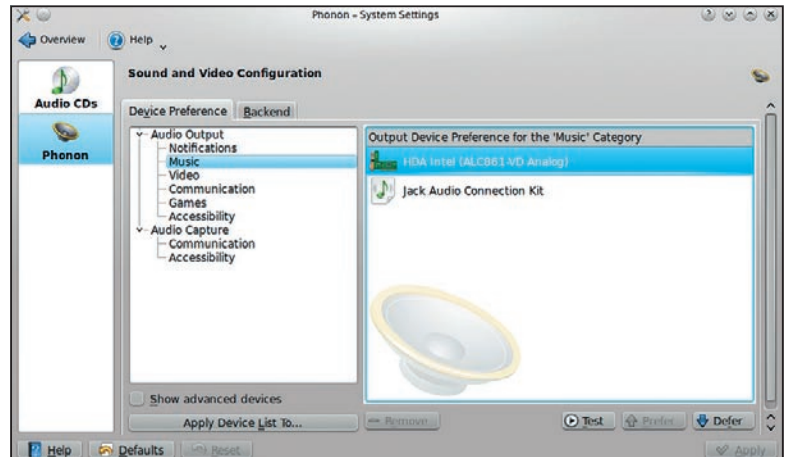 Phonon – System Settings
Overview Help
Audio CDs
Phonon
Sound and Video Configuration
Device Preference Backend
Audio Output
Notifications
Music
Video
Communication
Games
Accessibility
Audio Capture
Communication
Accessibility
Show advanced devices
Apply Device List To...
Output Device Preference for the 'Music' Category
HDA Intel (ALC861-VD Analog)
Jack Audio Connection Kit
Remove Test Prefer Defer
Help Defaults Reset Apply